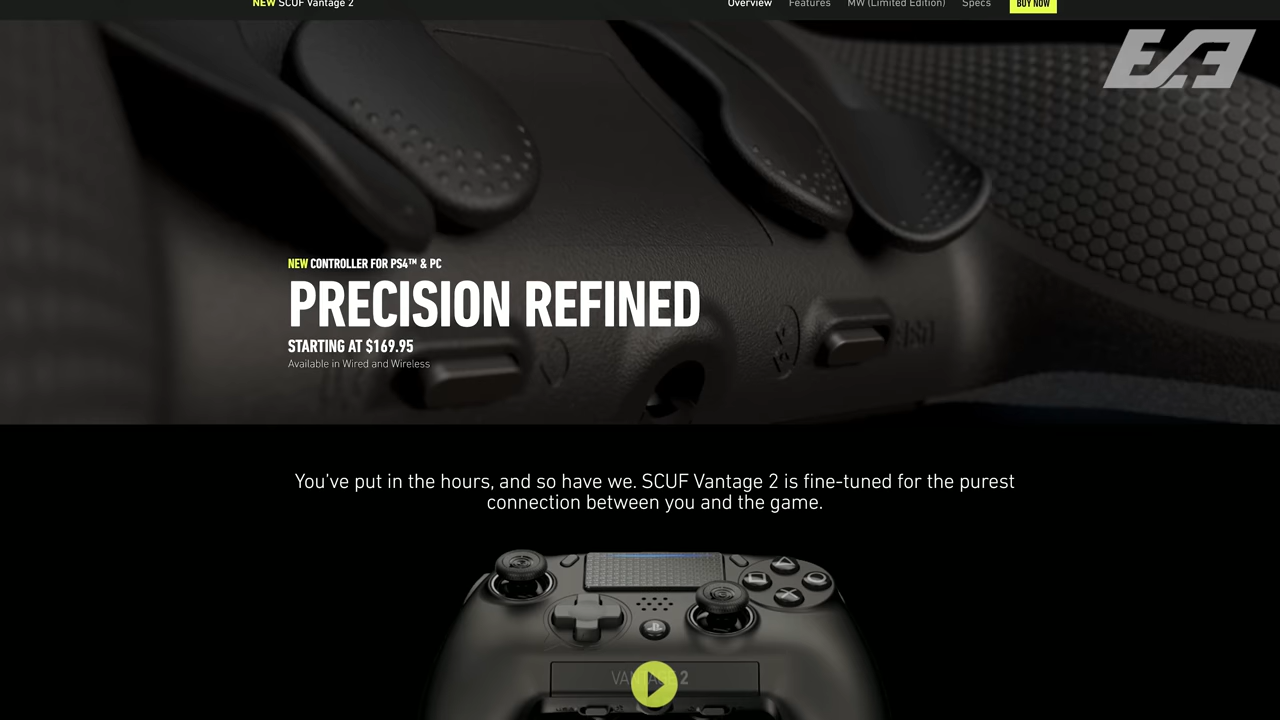 NEW SCUF Vantage 2
Overview Features MW (Limited Edition) Specs BUY NOW
NEW CONTROLLER FOR PS4™ & PC
PRECISION REFINED
STARTING AT $169.95
Available in Wired and Wireless
You've put in the hours, and so have we. SCUF Vantage 2 is fine-tuned for the purest
connection between you and the game.